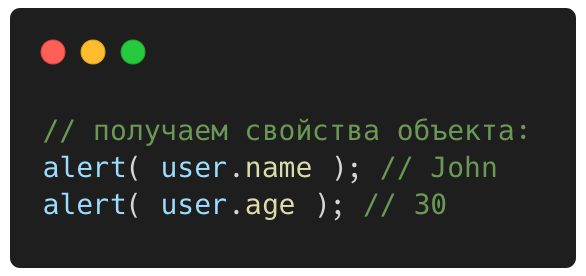 // получаем свойства объекта:
alert( user.name ); // John
alert( user.age ); // 30